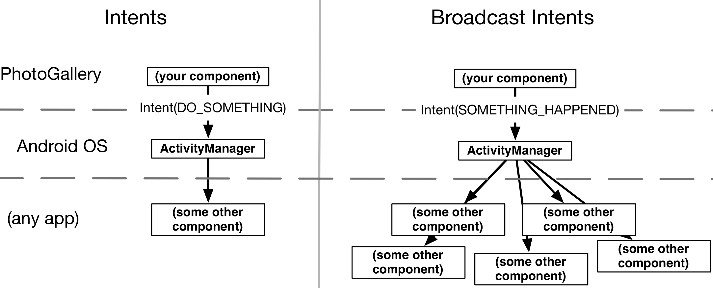 Intents
Broadcast Intents
PhotoGallery
(your component)
(your component)
Intent(DO_SOMETHING)
Intent(SOMETHING_HAPPENED)
Android OS
ActivityManager
ActivityManager
(any app)
(some other
component)
(some other
component)
(some other
component)
(some other
component)
(some other
component)
(some other
component)